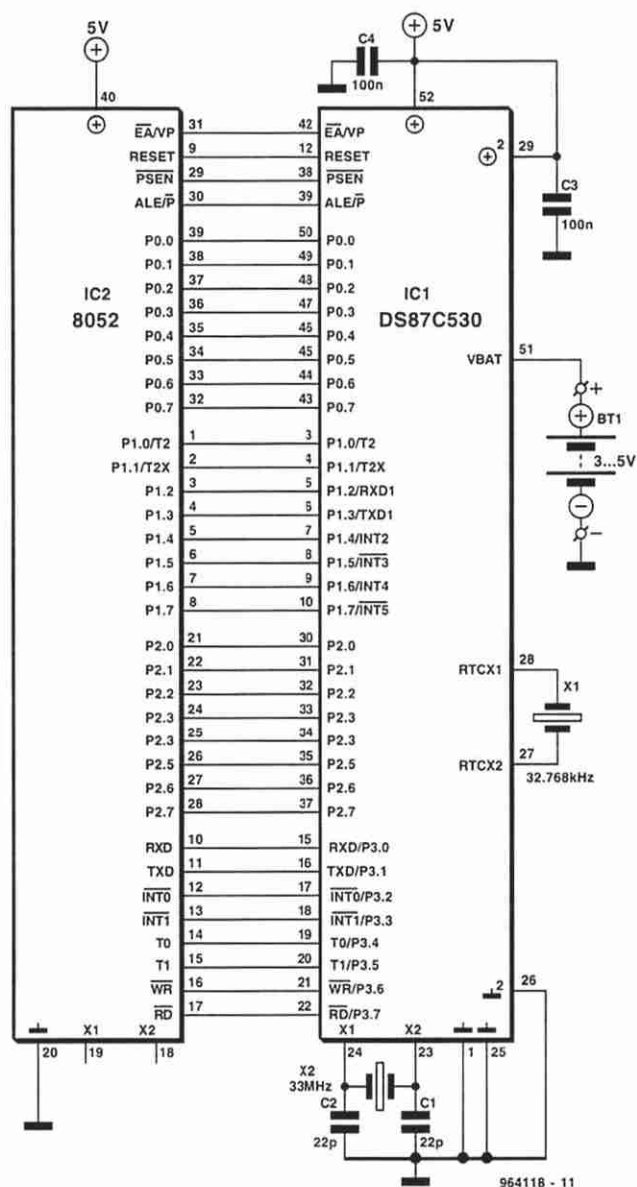 5V
5V
C4
100n
40
52
EA/VP 31 42 EA/VP
RESET 9 12 RESET
PSEN 29 38 PSEN
ALE/P 30 39 ALE/P
2 29
C3
100n
P0.0 39 50 P0.0
P0.1 38 49 P0.1
P0.2 37 48 P0.2
P0.3 36 47 P0.3
P0.4 35 46 P0.4
P0.5 34 45 P0.5
P0.6 33 44 P0.6
P0.7 32 43 P0.7
IC2
8052
IC1
DS87C530
VBAT 51
+
BT1
3...5V
−
P1.0/T2 1 3 P1.0/T2
P1.1/T2X 2 4 P1.1/T2X
P1.2 3 5 P1.2/RXD1
P1.3 4 6 P1.3/TXD1
P1.4 5 7 P1.4/INT2
P1.5 6 8 P1.5/INT3
P1.6 7 9 P1.6/INT4
P1.7 8 10 P1.7/INT5
P2.0 21 30 P2.0
P2.1 22 31 P2.1
P2.2 23 32 P2.2
P2.3 24 33 P2.3
P2.3 25 34 P2.3
P2.5 26 35 P2.5
P2.6 27 36 P2.6
P2.7 28 37 P2.7
RTCX1 28
X1
RTCX2 27
32.768kHz
RXD 10 15 RXD/P3.0
TXD 11 16 TXD/P3.1
INT0 12 17 INT0/P3.2
INT1 13 18 INT1/P3.3
T0 14 19 T0/P3.4
T1 15 20 T1/P3.5
WR 16 21 WR/P3.6
RD 17 22 RD/P3.7
2 26
X1 X2
20 19 18
X1 X2
24 23 1 25
X2
33MHz
C2 C1
22p 22p
964118 - 11